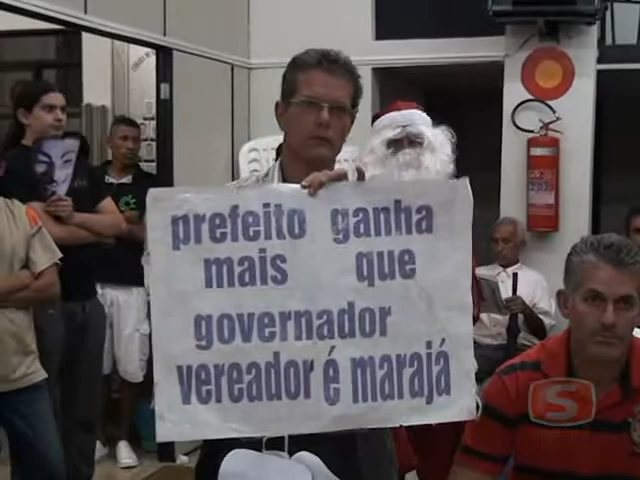 prefeito ganha
mais que
governador
vereador é marajá
S